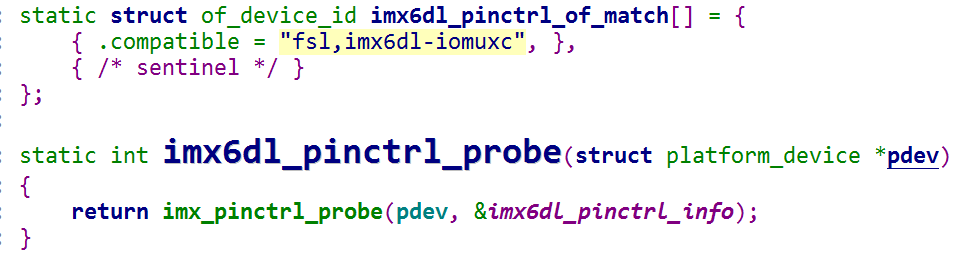 static struct of_device_id imx6dl_pinctrl_of_match[] = {
    { .compatible = "fsl,imx6dl-iomuxc", },
    { /* sentinel */ }
};

static int imx6dl_pinctrl_probe(struct platform_device *pdev)
{
    return imx_pinctrl_probe(pdev, &imx6dl_pinctrl_info);
}